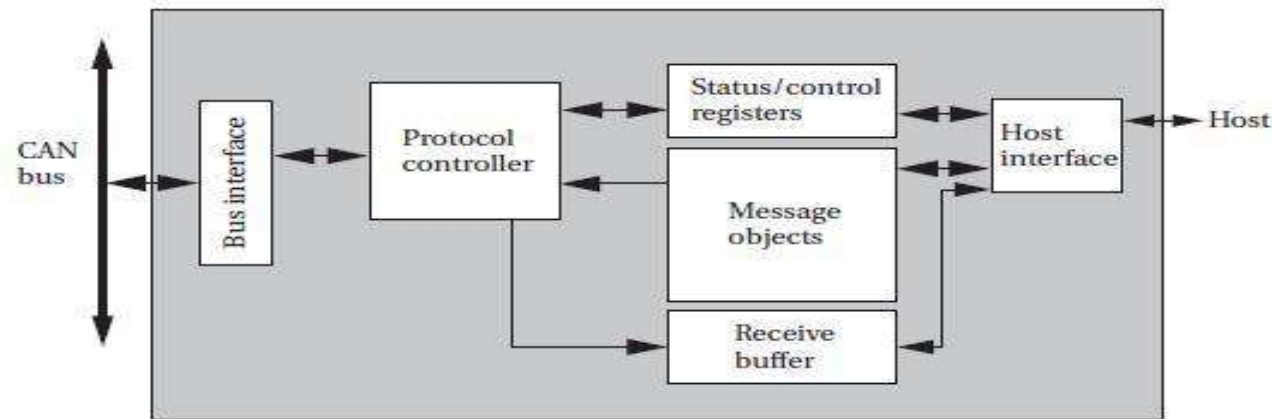 CAN
bus
Bus interface
Protocol
controller
Status/control
registers
Message
objects
Receive
buffer
Host
interface
Host